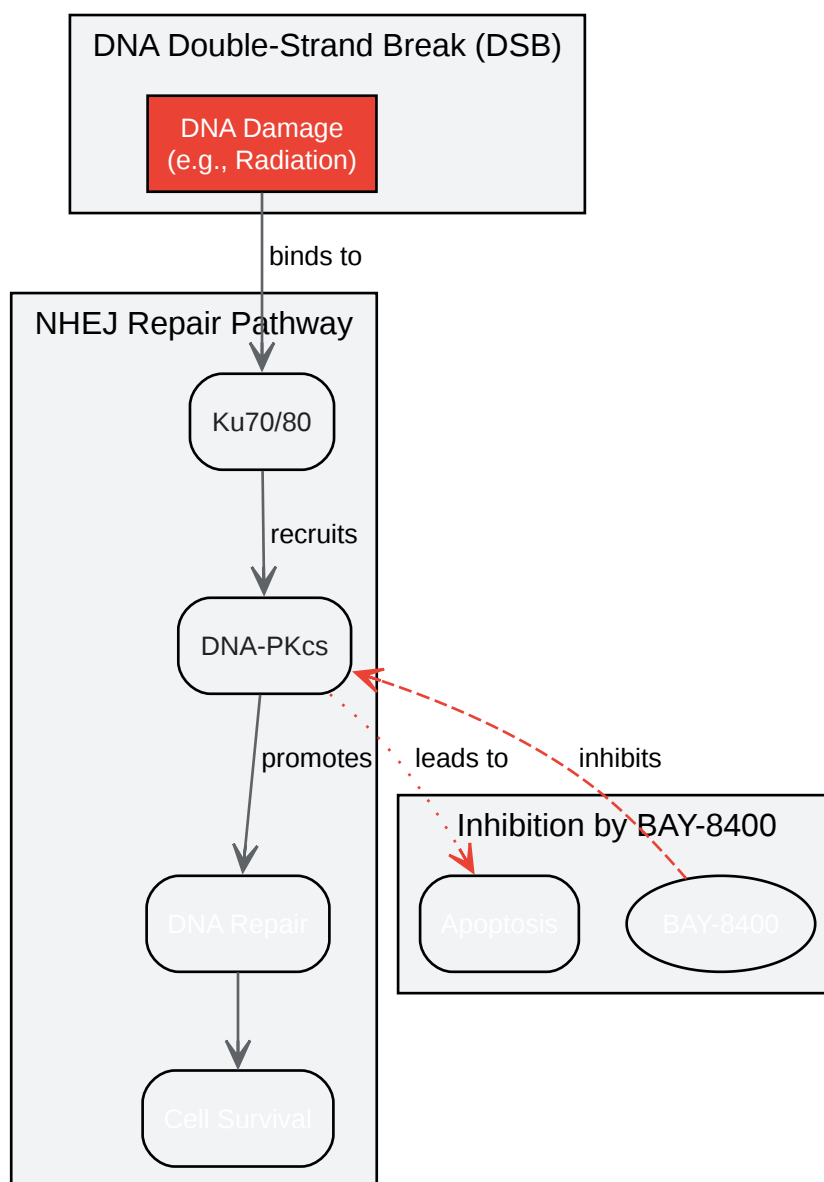 DNA Double-Strand Break (DSB)
DNA Damage
(e.g., Radiation)
binds to
NHEJ Repair Pathway
Ku70/80
recruits
DNA-PKcs
promotes
leads to
inhibits
Inhibition by BAY-8400
DNA Repair
Apoptosis
BAY-8400
Cell Survival